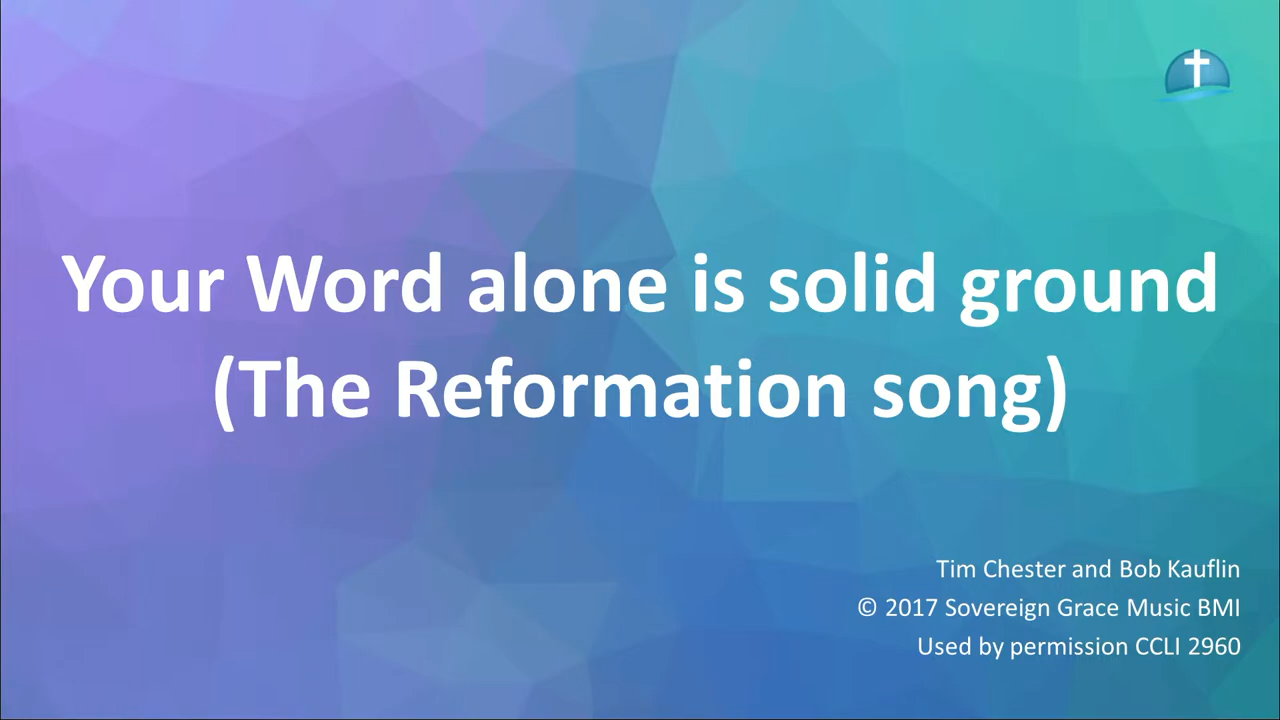 Your Word alone is solid ground
(The Reformation song)
Tim Chester and Bob Kauflin
© 2017 Sovereign Grace Music BMI
Used by permission CCLI 2960